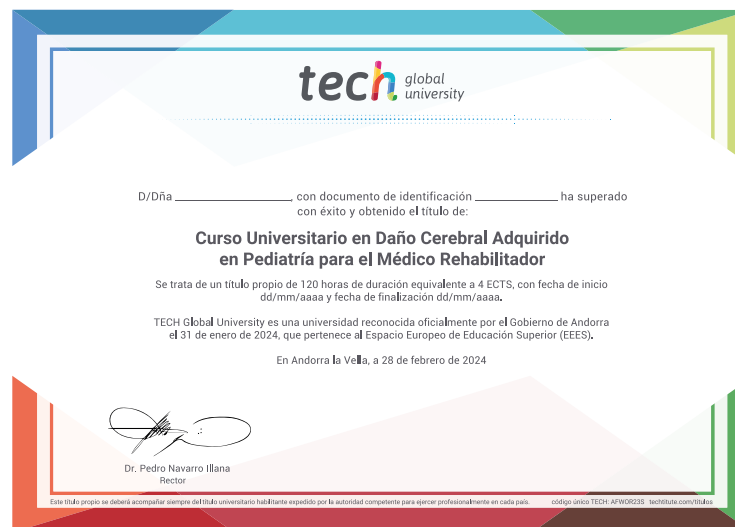 tech global university
D/Dña ______________, con documento de identificación __________ ha superado
con éxito y obtenido el título de:
Curso Universitario en Daño Cerebral Adquirido
en Pediatría para el Médico Rehabilitador
Se trata de un título propio de 120 horas de duración equivalente a 4 ECTS, con fecha de inicio
dd/mm/aaaa y fecha de finalización dd/mm/aaaa.
TECH Global University es una universidad reconocida oficialmente por el Gobierno de Andorra
el 31 de enero de 2024, que pertenece al Espacio Europeo de Educación Superior (EEES).
En Andorra la Vella, a 28 de febrero de 2024
Dr. Pedro Navarro Illana
Rector
Este título propio se deberá acompañar siempre del título universitario habilitante expedido por la autoridad competente para ejercer profesionalmente en cada país. código único TECH: AFWOR23S techtitute.com/titulos